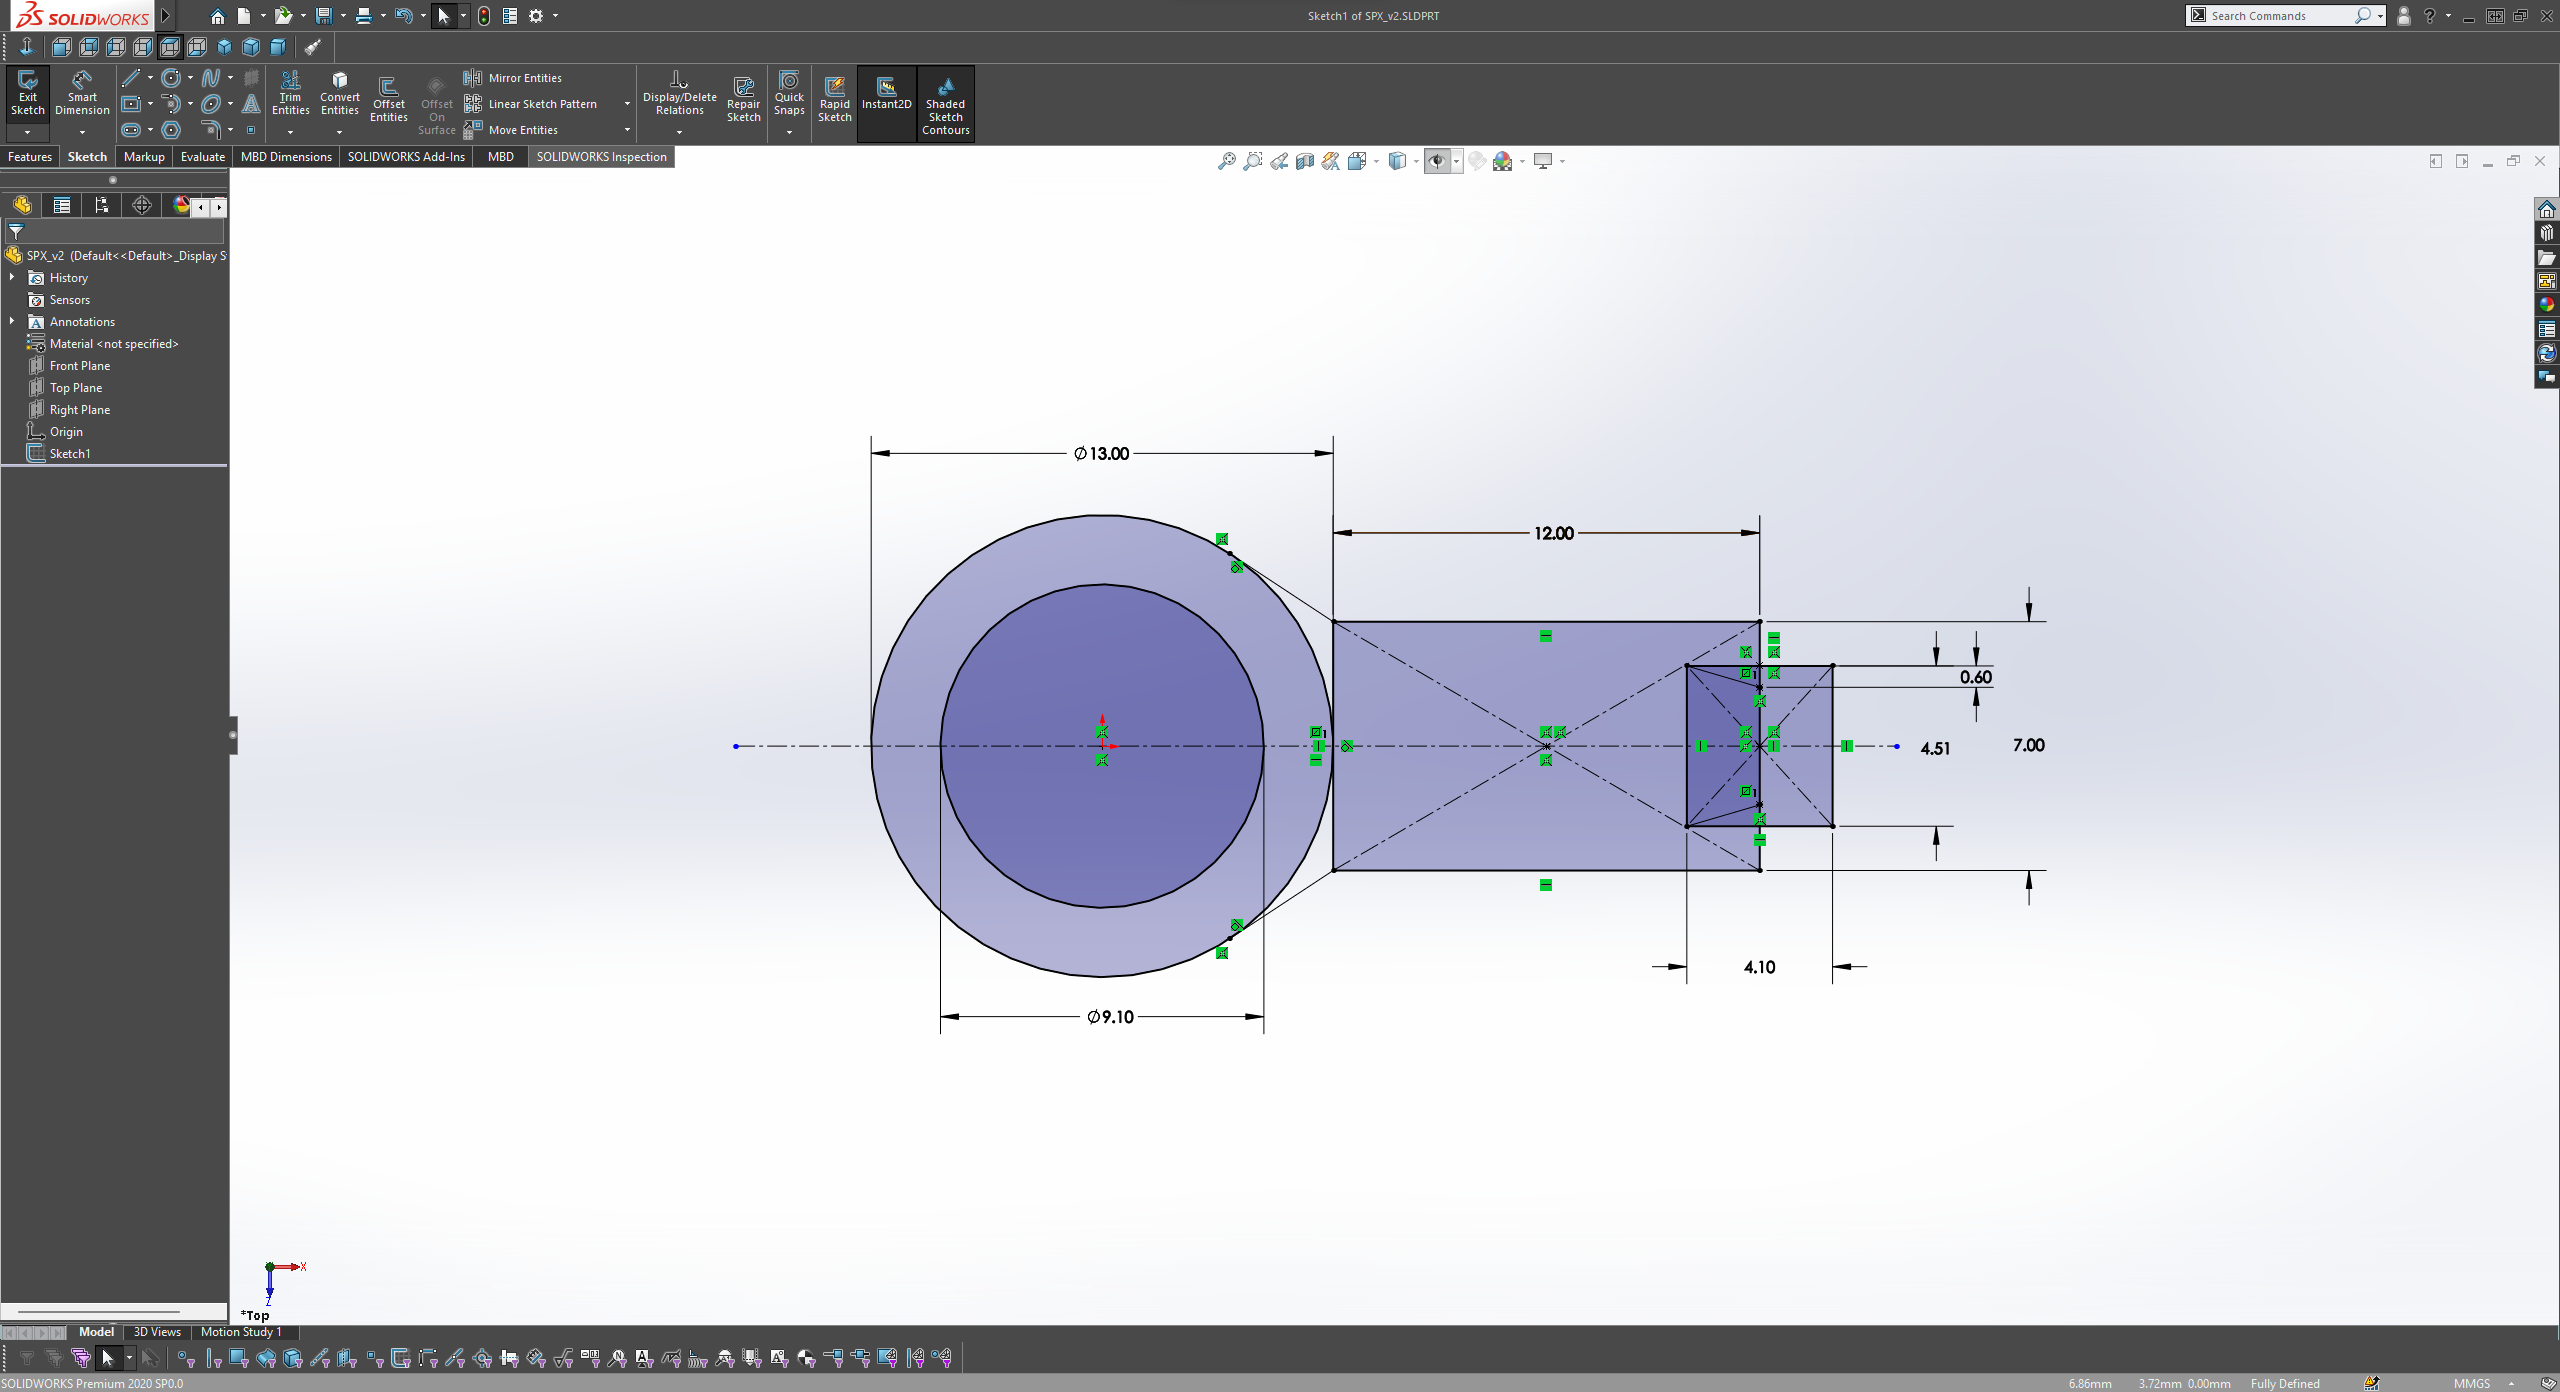 SOLIDWORKS
Sketch1 of SPX_v2.SLDPRT
Search Commands
Exit Sketch
Smart Dimension
Trim Entities
Convert Entities
Offset Entities
Offset On Surface
Mirror Entities
Linear Sketch Pattern
Move Entities
Display/Delete Relations
Repair Sketch
Quick Snaps
Rapid Sketch
Instant2D
Shaded Sketch Contours
Features
Sketch
Markup
Evaluate
MBD Dimensions
SOLIDWORKS Add-Ins
MBD
SOLIDWORKS Inspection
SPX_v2 (Default<<Default>_Display S
History
Sensors
Annotations
Material <not specified>
Front Plane
Top Plane
Right Plane
Origin
Sketch1
∅13.00
12.00
0.60
4.51
7.00
4.10
∅9.10
X
Z
*Top
Model
3D Views
Motion Study 1
SOLIDWORKS Premium 2020 SP0.0
6.86mm
3.72mm
0.00mm
Fully Defined
MMGS